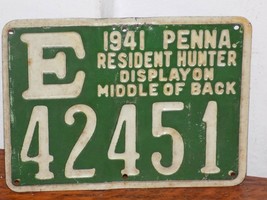 E
1941 PENNA.
RESIDENT HUNTER
DISPLAY ON
MIDDLE OF BACK
42451